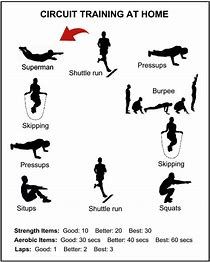 CIRCUIT TRAINING AT HOME
Superman
Shuttle run
Pressups
Burpee
Skipping
Skipping
Pressups
Situps
Shuttle run
Squats
Strength Items: Good: 10 Better: 20 Best: 30
Aerobic Items: Good: 30 secs Better: 40 secs Best: 60 secs
Laps: Good: 1 Better: 2 Best: 3